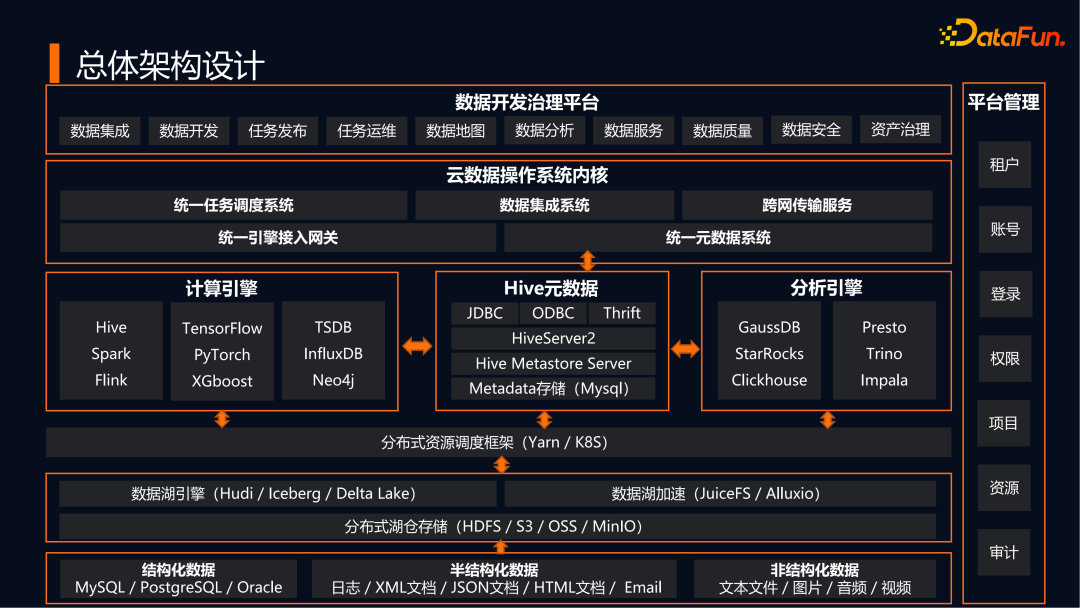 DataFun.
总体架构设计
数据开发治理平台
数据集成 数据开发 任务发布 任务运维 数据地图 数据分析 数据服务 数据质量 数据安全 资产治理
云数据操作系统内核
统一任务调度系统 数据集成系统 跨网传输服务
统一引擎接入网关 统一元数据系统
计算引擎
Hive
Spark
Flink
TensorFlow
PyTorch
XGboost
TSDB
InfluxDB
Neo4j
Hive元数据
JDBC ODBC Thrift
HiveServer2
Hive Metastore Server
Metadata存储（Mysql）
分析引擎
GaussDB
StarRocks
Clickhouse
Presto
Trino
Impala
分布式资源调度框架（Yarn / K8S）
数据湖引擎（Hudi / Iceberg / Delta Lake） 数据湖加速（JuiceFS / Alluxio）
分布式湖仓存储（HDFS / S3 / OSS / MinIO）
结构化数据
MySQL / PostgreSQL / Oracle
半结构化数据
日志 / XML文档 / JSON文档 / HTML文档 / Email
非结构化数据
文本文件 / 图片 / 音频 / 视频
平台管理
租户
账号
登录
权限
项目
资源
审计